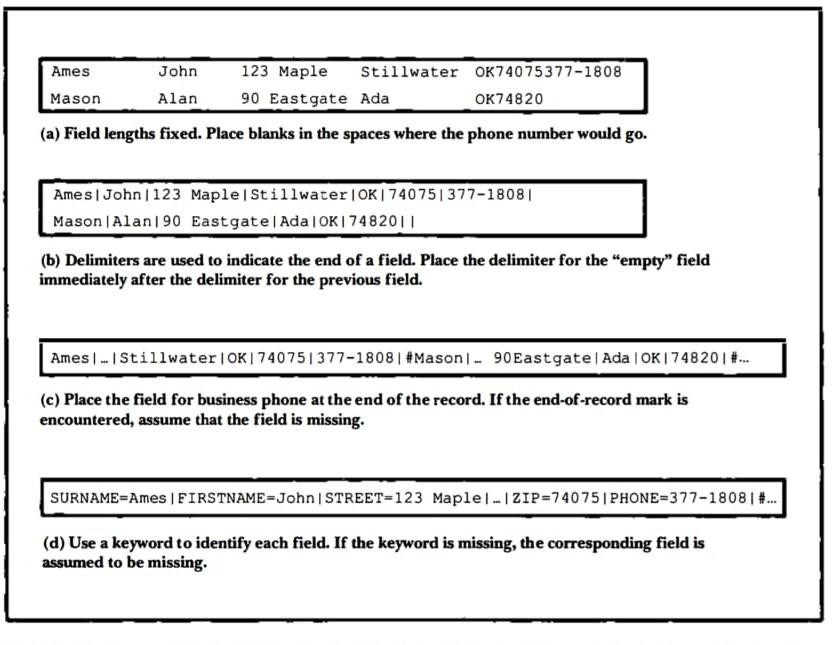 Ames John 123 Maple Stillwater OK74075377-1808
Mason Alan 90 Eastgate Ada OK74820
(a) Field lengths fixed. Place blanks in the spaces where the phone number would go.
Ames|John|123 Maple|Stillwater|OK|74075|377-1808|
Mason|Alan|90 Eastgate|Ada|OK|74820||
(b) Delimiters are used to indicate the end of a field. Place the delimiter for the “empty” field
immediately after the delimiter for the previous field.
Ames|…|Stillwater|OK|74075|377-1808|#Mason|… 90Eastgate|Ada|OK|74820|#…
(c) Place the field for business phone at the end of the record. If the end-of-record mark is
encountered, assume that the field is missing.
SURNAME=Ames|FIRSTNAME=John|STREET=123 Maple|…|ZIP=74075|PHONE=377-1808|#…
(d) Use a keyword to identify each field. If the keyword is missing, the corresponding field is
assumed to be missing.